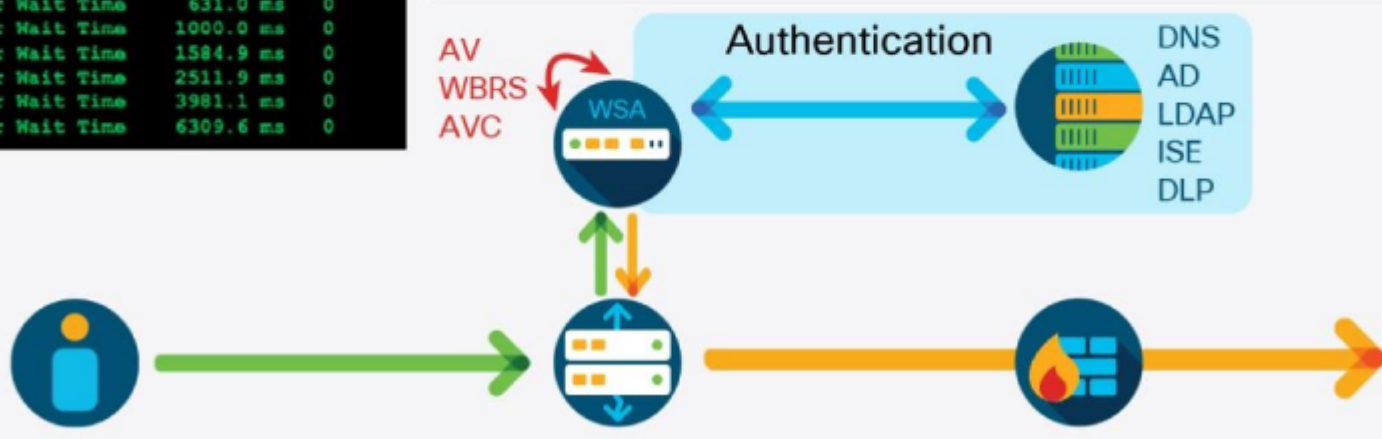 Wait Time 631.0 ms 0
Wait Time 1000.0 ms 0
Wait Time 1584.9 ms 0
Wait Time 2511.9 ms 0
Wait Time 3981.1 ms 0
Wait Time 6309.6 ms 0
AV
WBRS
AVC
WSA
Authentication
DNS
AD
LDAP
ISE
DLP